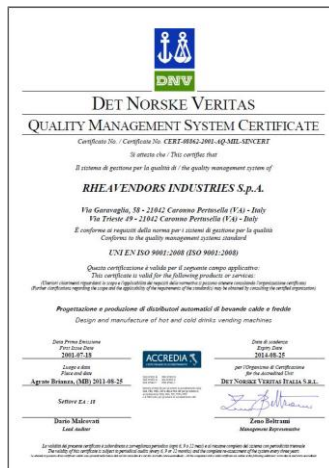 DNV
DET NORSKE VERITAS
QUALITY MANAGEMENT SYSTEM CERTIFICATE
Certificato No. / Certificate No. CERT-08862-2001-AQ-MIL-SINCERT
Si attesta che / This certifies that
Il sistema di gestione per la qualità di / the quality management system of
RHEAVENDORS INDUSTRIES S.p.A.
Via Garavaglia, 58 - 21042 Caronno Pertusella (VA) - Italy
Via Trieste 49 - 21042 Caronno Pertusella (VA) - Italy
È conforme ai requisiti della norma per i sistemi di gestione per la qualità
Conforms to the quality management systems standard
UNI EN ISO 9001:2008 (ISO 9001:2008)
Questa certificazione è valida per il seguente campo applicativo:
This certificate is valid for the following products or services:
Progettazione e produzione di distributori automatici di bevande calde e fredde
Design and manufacture of hot and cold drinks vending machines
Data Prima Emissione
First Issue Date
2001-07-18
Data di scadenza
Expiry Date
2014-08-25
ACCREDIA
Luogo e data
Place and date
Agrate Brianza, (MB) 2011-08-25
per l'Organismo di Certificazione
for the Accredited Unit
DET NORSKE VERITAS ITALIA S.R.L.
Settore EA : 18
Dario Malcovati
Lead Auditor
Zeno Beltrami
Management Representative